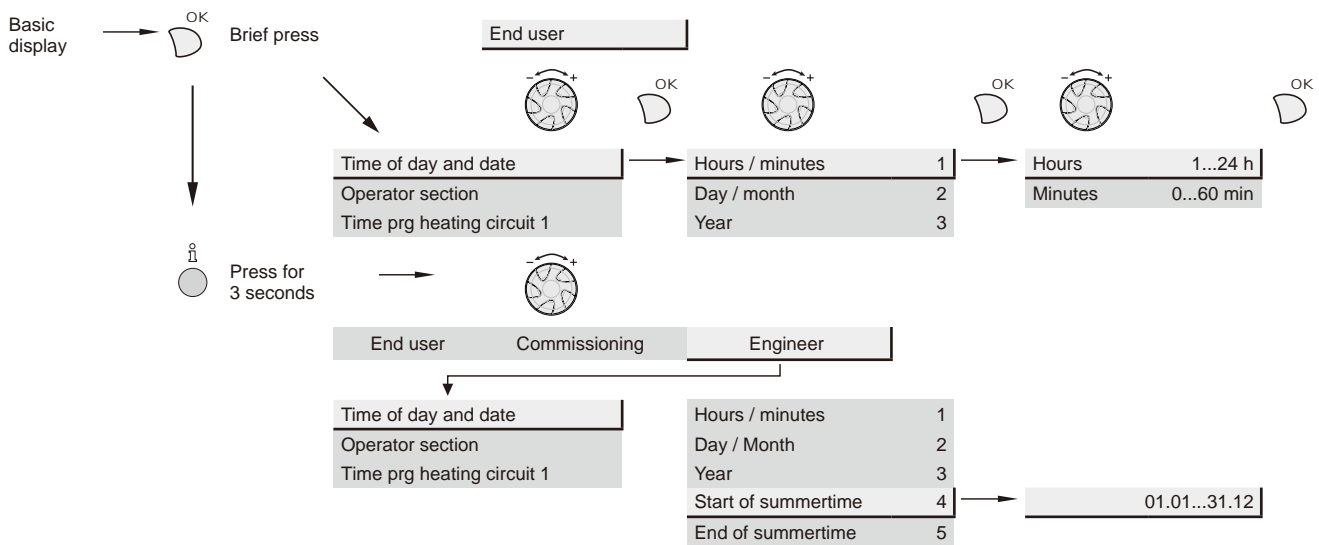 Basic
display
OK
Brief press
End user
- +
OK
- +
OK
- +
OK
Time of day and date
Operator section
Time prg heating circuit 1
Hours / minutes 1
Day / month 2
Year 3
Hours 1...24 h
Minutes 0...60 min
Press for
3 seconds
- +
End user Commissioning Engineer
Time of day and date
Operator section
Time prg heating circuit 1
Hours / minutes 1
Day / Month 2
Year 3
Start of summertime 4
End of summertime 5
01.01...31.12